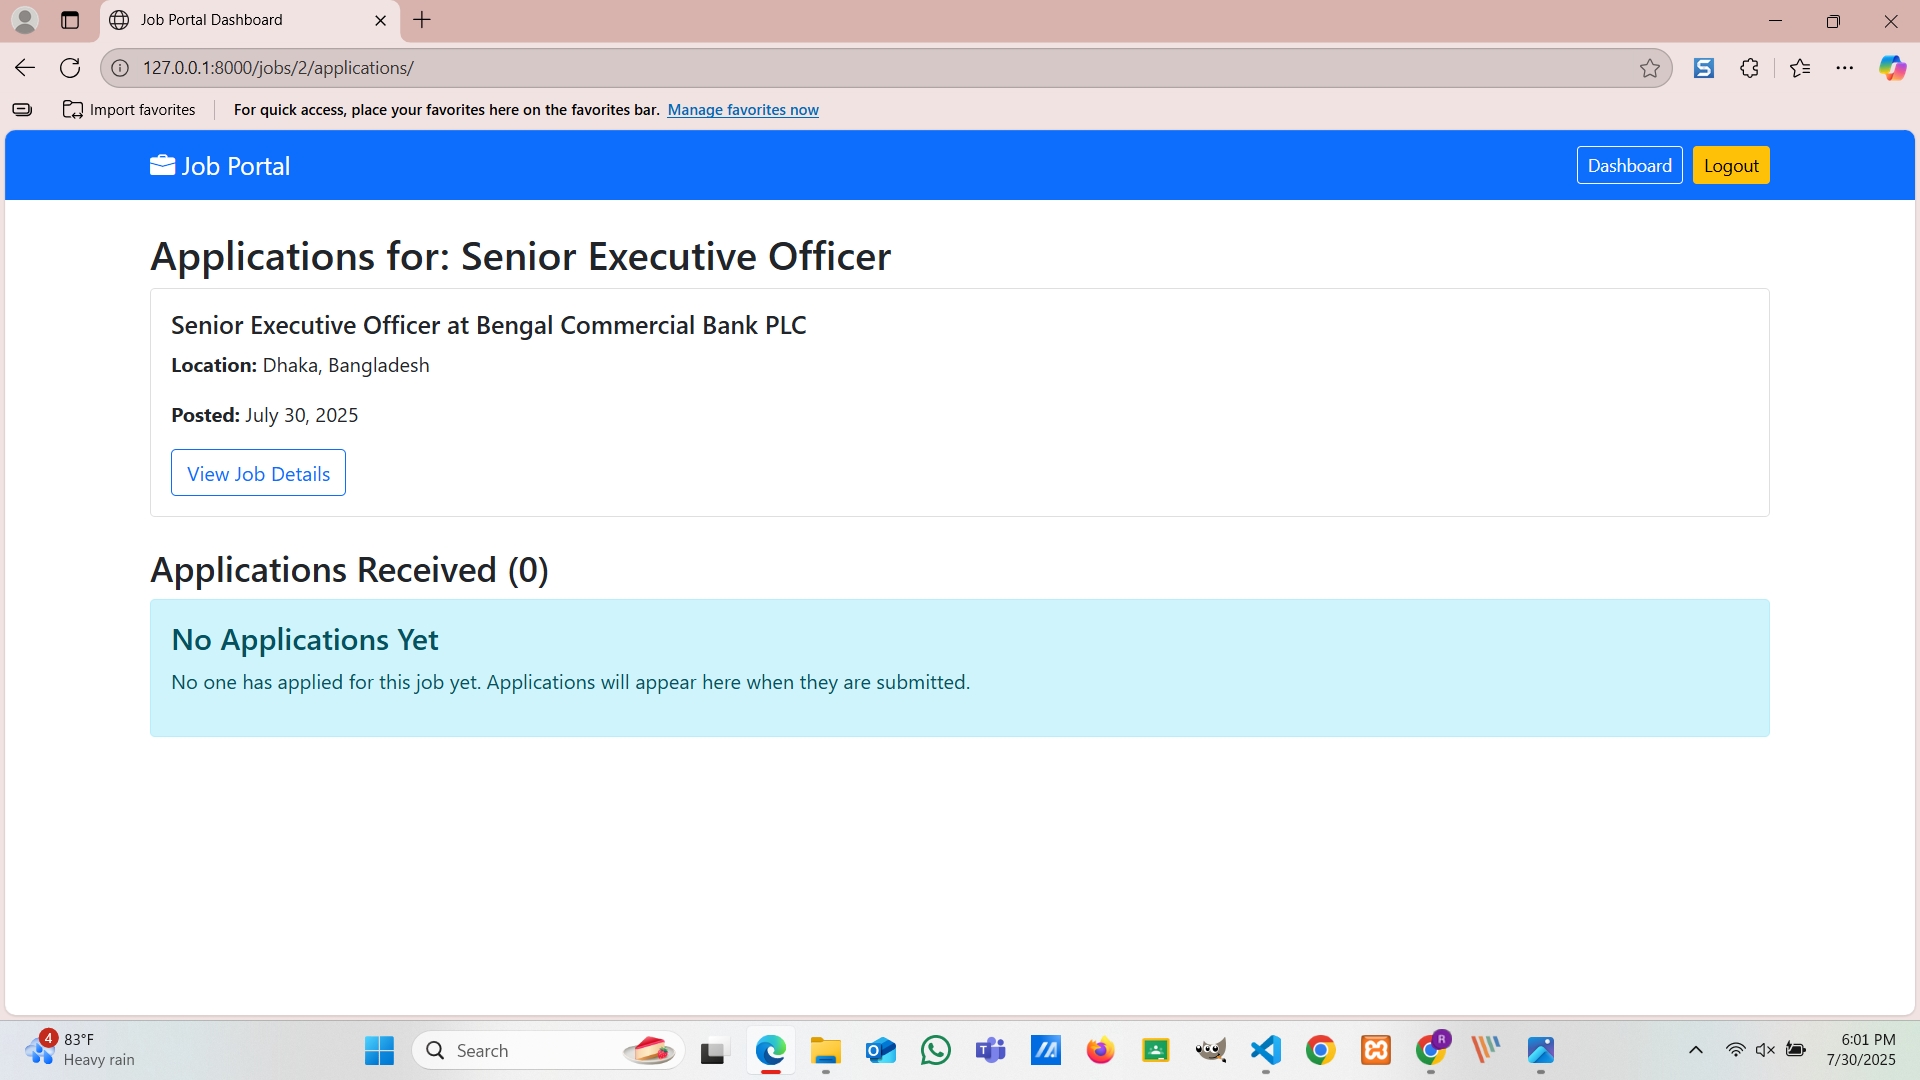 Job Portal Dashboard
127.0.0.1:8000/jobs/2/applications/
Import favorites
For quick access, place your favorites here on the favorites bar. Manage favorites now
Job Portal
Dashboard
Logout
Applications for: Senior Executive Officer
Senior Executive Officer at Bengal Commercial Bank PLC
Location: Dhaka, Bangladesh
Posted: July 30, 2025
View Job Details
Applications Received (0)
No Applications Yet
No one has applied for this job yet. Applications will appear here when they are submitted.
4
83°F
Heavy rain
Search
R
6:01 PM
7/30/2025